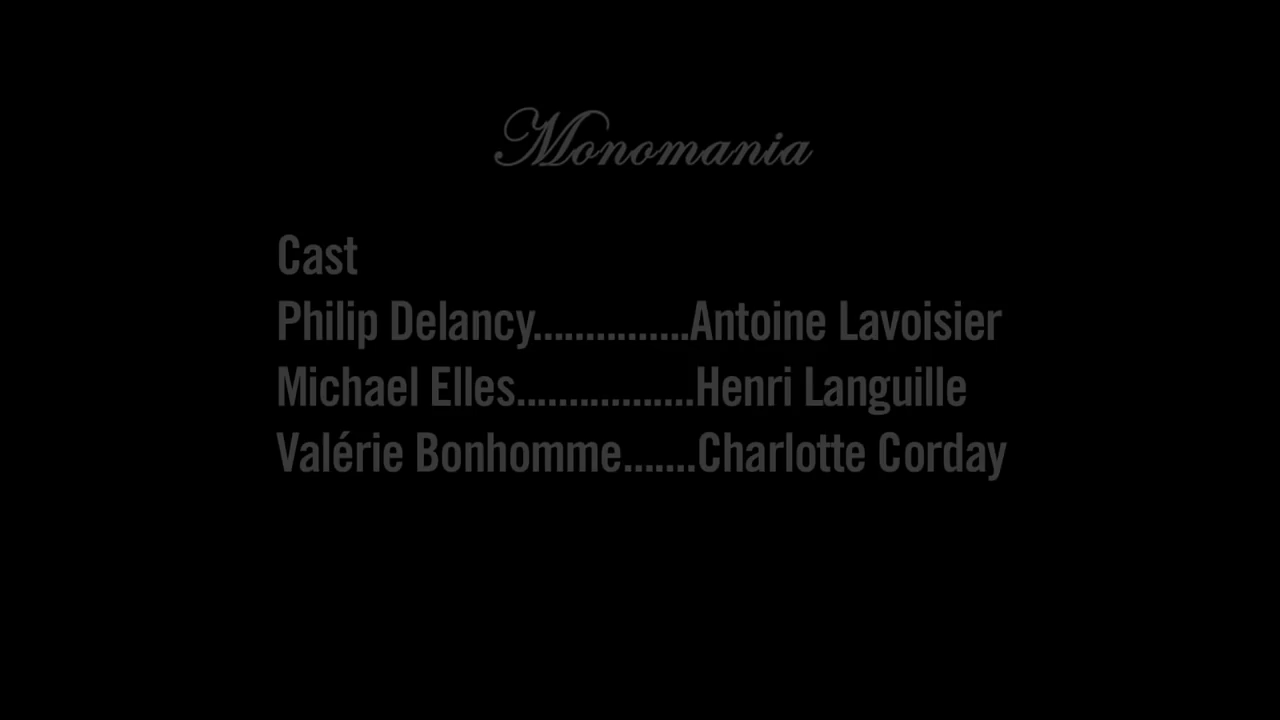 Monomania
Cast
Philip Delancy...............Antoine Lavoisier
Michael Elles.................Henri Languille
Valérie Bonhomme.......Charlotte Corday